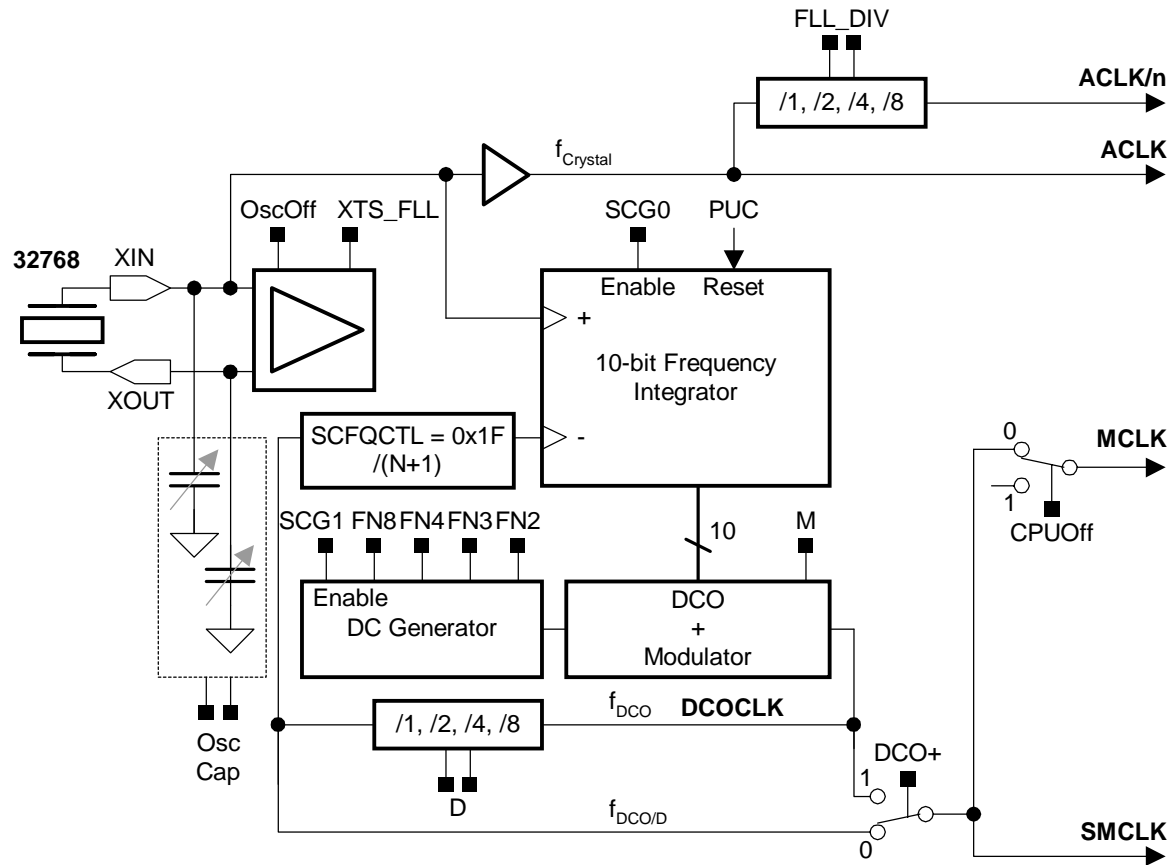 FLL_DIV
/1, /2, /4, /8
ACLK/n
fCrystal
ACLK
OscOff
XTS_FLL
SCG0
PUC
32768
XIN
XOUT
Enable
Reset
+
10-bit Frequency
Integrator
-
SCFQCTL = 0x1F
/(N+1)
0
1
MCLK
CPUOff
SCG1
FN8
FN4
FN3
FN2
10
M
Enable
DC Generator
DCO
+
Modulator
fDCO
DCOCLK
/1, /2, /4, /8
Osc
Cap
D
DCO+
1
0
fDCO/D
SMCLK